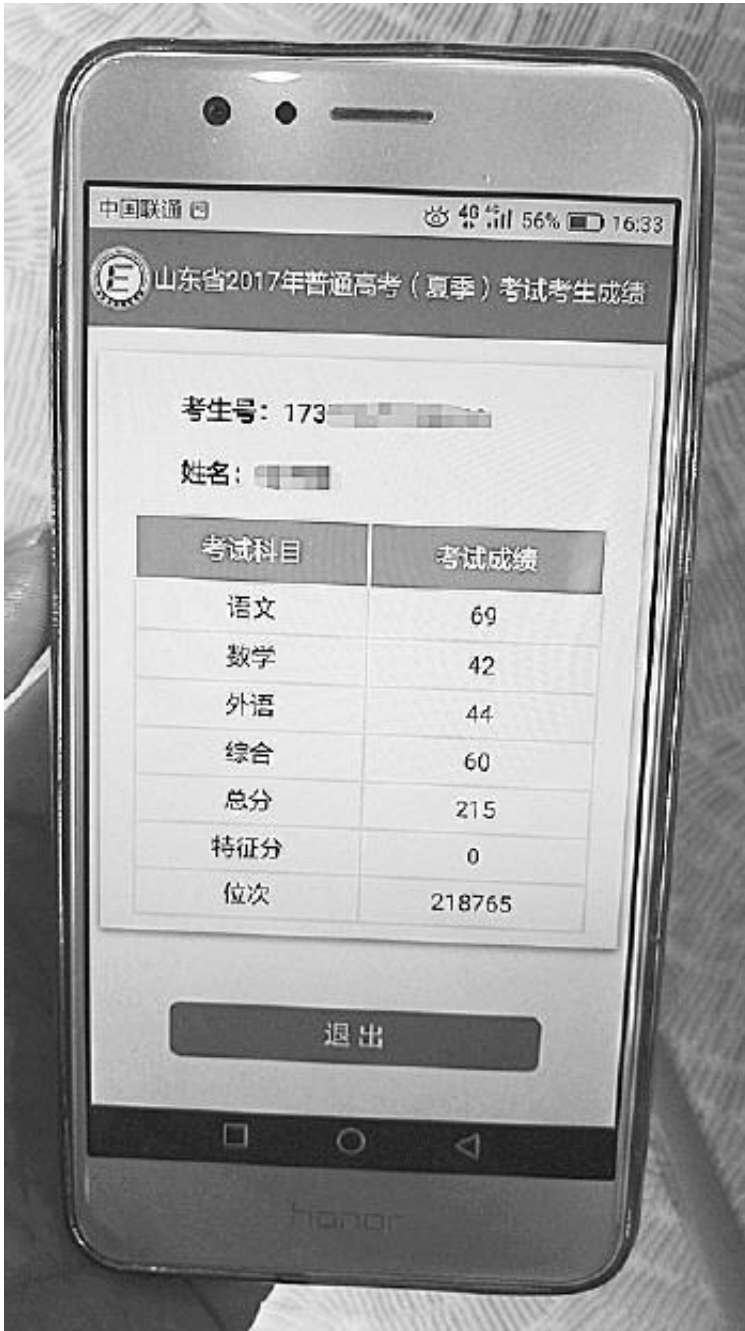 中国联通
4G 4G 56% 16:33
E 山东省2017年普通高考（夏季）考试考生成绩
考生号：173
姓名：
考试科目 考试成绩
语文 69
数学 42
外语 44
综合 60
总分 215
特征分 0
位次 218765
退出
honor